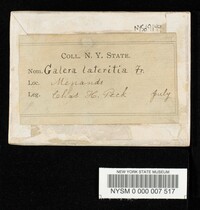 COLL. N. Y. STATE.
NOM. Galera lateritia Fr.
LOC. Menands
LEG. Chas H. Peck July
NEW YORK STATE MUSEUM
NYSM 0 000 007 517